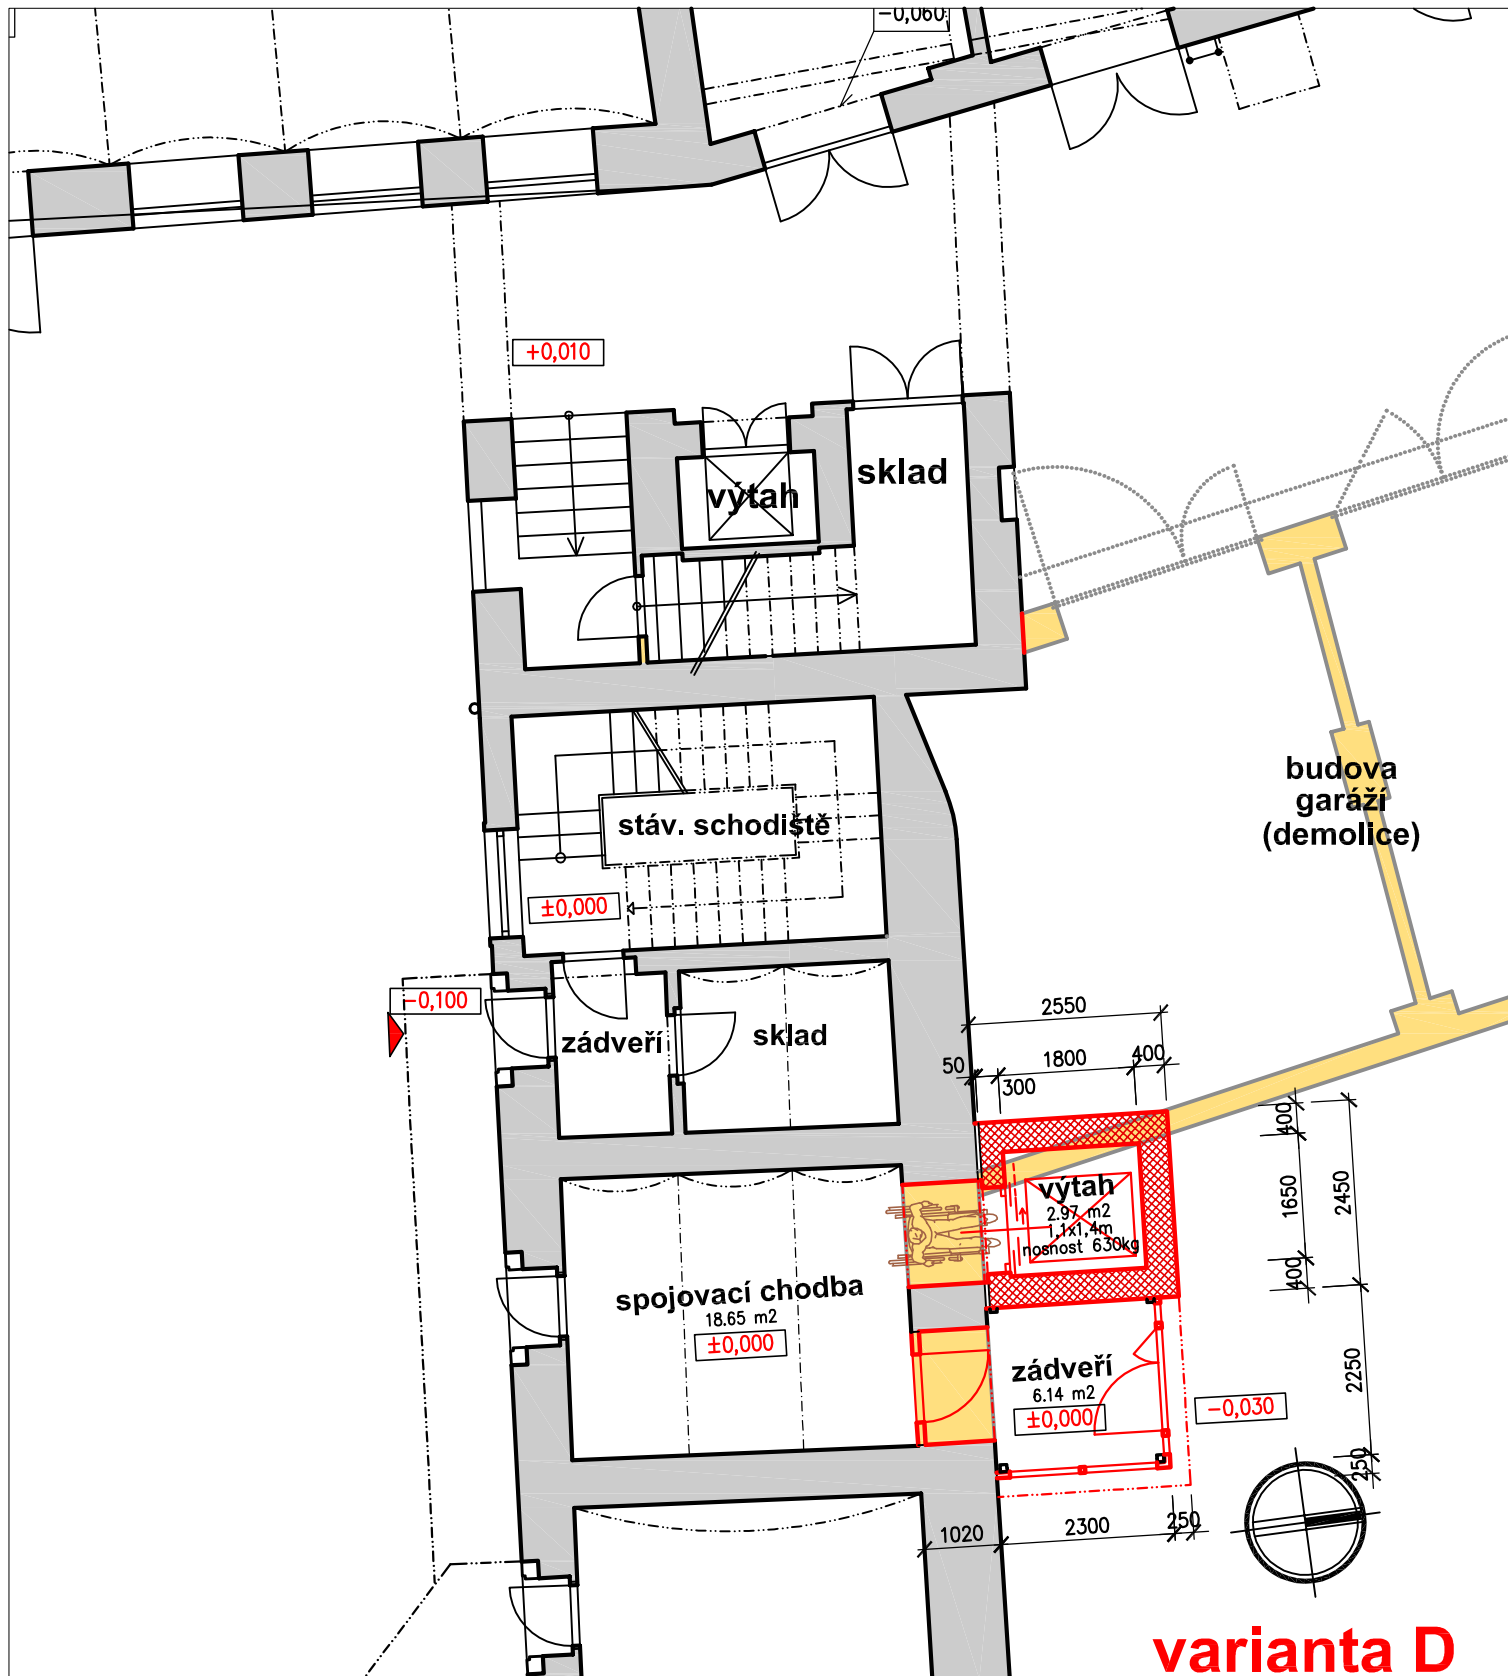 -0,060
+0,010
výtah
sklad
budova
garáží
(demolice)
stáv. schodiště
±0,000
-0,100
zádveří
sklad
2550
50
1800
400
300
400
1650
2450
400
výtah
2.97 m2
1,1x1,4m
nosnost 630kg
spojovací chodba
18.65 m2
±0,000
zádveří
6.14 m2
±0,000
-0,030
2250
250
1020
2300
250
varianta D